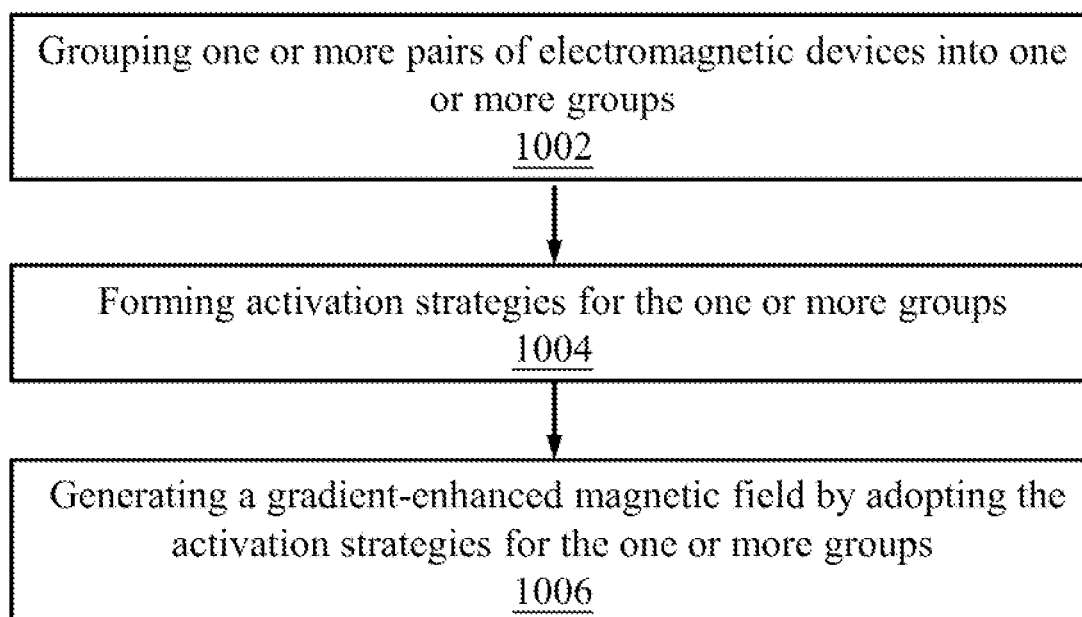 Grouping one or more pairs of electromagnetic devices into one
or more groups
1002
Forming activation strategies for the one or more groups
1004
Generating a gradient-enhanced magnetic field by adopting the
activation strategies for the one or more groups
1006